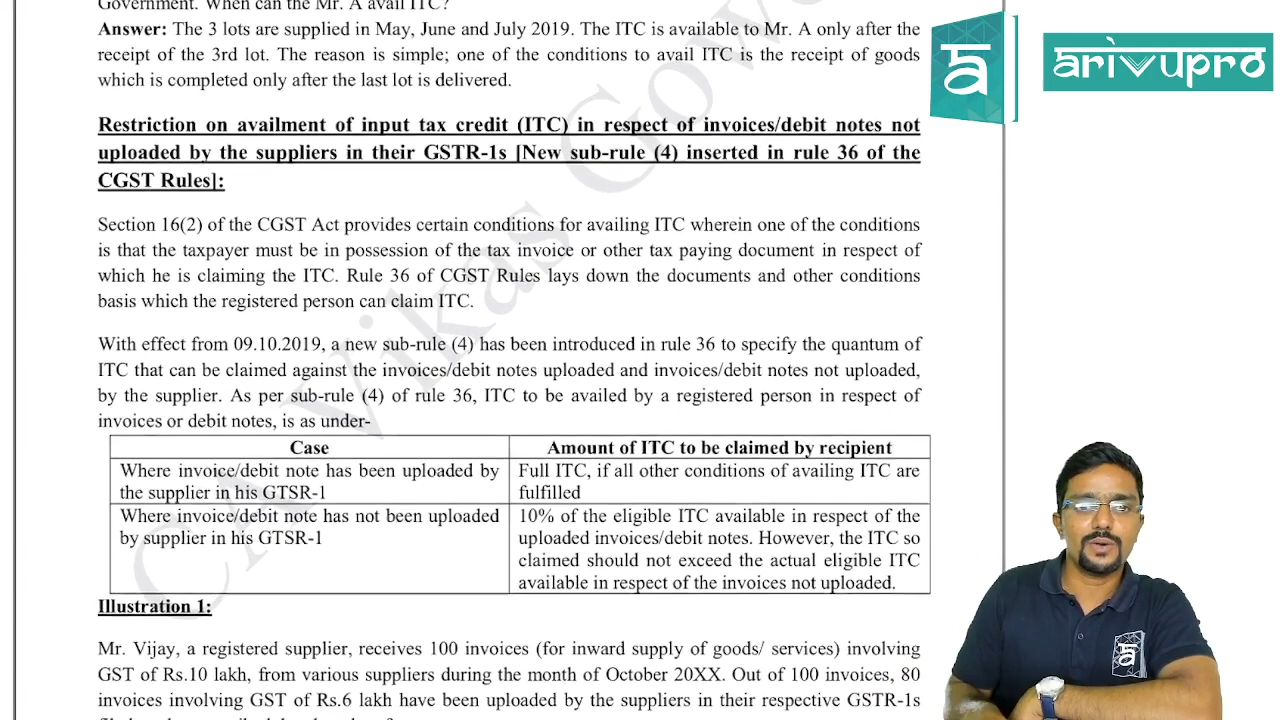 Government. When can the Mr. A avail ITC?
Answer: The 3 lots are supplied in May, June and July 2019. The ITC is available to Mr. A only after the
receipt of the 3rd lot. The reason is simple; one of the conditions to avail ITC is the receipt of goods
which is completed only after the last lot is delivered.
Restriction on availment of input tax credit (ITC) in respect of invoices/debit notes not
uploaded by the suppliers in their GSTR-1s [New sub-rule (4) inserted in rule 36 of the
CGST Rules]:
Section 16(2) of the CGST Act provides certain conditions for availing ITC wherein one of the conditions
is that the taxpayer must be in possession of the tax invoice or other tax paying document in respect of
which he is claiming the ITC. Rule 36 of CGST Rules lays down the documents and other conditions
basis which the registered person can claim ITC.
With effect from 09.10.2019, a new sub-rule (4) has been introduced in rule 36 to specify the quantum of
ITC that can be claimed against the invoices/debit notes uploaded and invoices/debit notes not uploaded,
by the supplier. As per sub-rule (4) of rule 36, ITC to be availed by a registered person in respect of
invoices or debit notes, is as under-
Case
Amount of ITC to be claimed by recipient
Where invoice/debit note has been uploaded by
the supplier in his GTSR-1
Full ITC, if all other conditions of availing ITC are
fulfilled
Where invoice/debit note has not been uploaded
by supplier in his GTSR-1
10% of the eligible ITC available in respect of the
uploaded invoices/debit notes. However, the ITC so
claimed should not exceed the actual eligible ITC
available in respect of the invoices not uploaded.
Illustration 1:
Mr. Vijay, a registered supplier, receives 100 invoices (for inward supply of goods/ services) involving
GST of Rs.10 lakh, from various suppliers during the month of October 20XX. Out of 100 invoices, 80
invoices involving GST of Rs.6 lakh have been uploaded by the suppliers in their respective GSTR-1s
CA Vikas Gow
arivupro